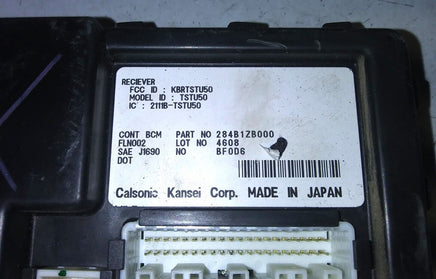 RECIEVER
FCC ID : KBRTSTU50
MODEL ID : TSTU50
IC : 2111B-TSTU50
CONT BCM PART NO 284B1ZB000
FLN002 LOT NO 4608
SAE J1690 NO BF0D6
DOT
Calsonic Kansei Corp. MADE IN JAPAN